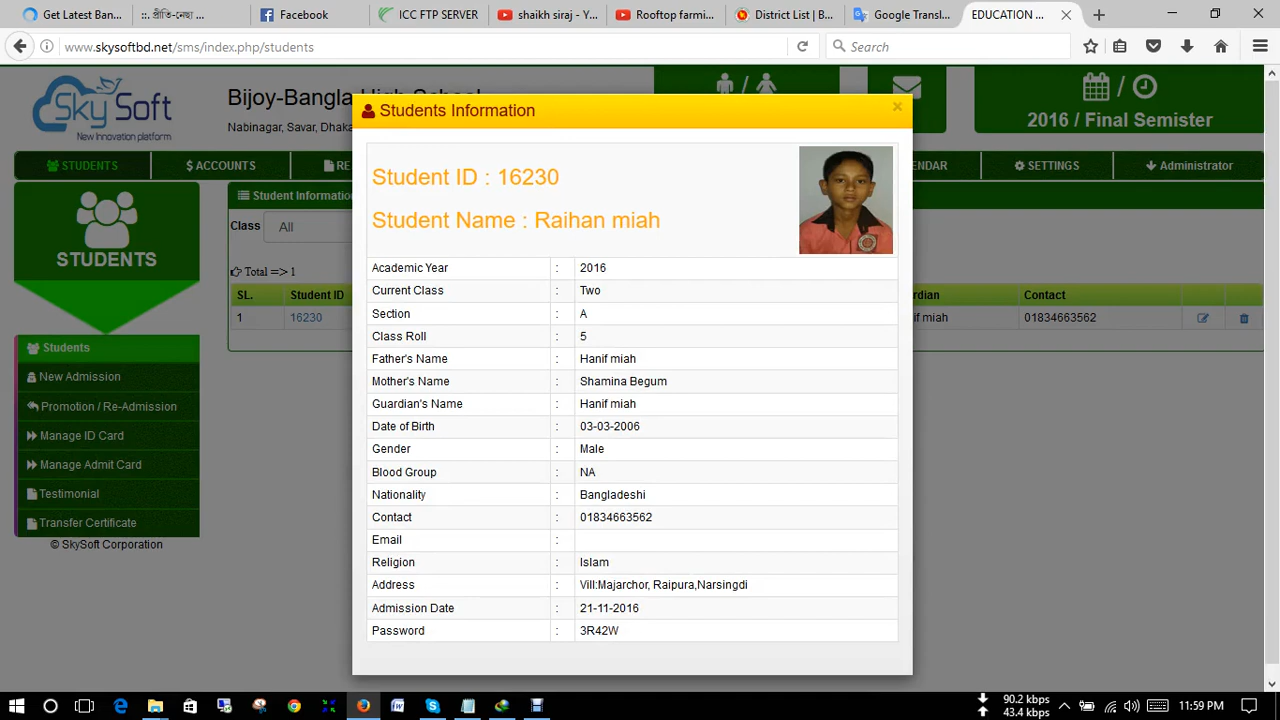 Get Latest Ban...
::. প্রীতি-নেছা ...
Facebook
ICC FTP SERVER
shaikh siraj - Y...
Rooftop farmi...
District List | B...
Google Transl...
EDUCATION ...
www.skysoftbd.net/sms/index.php/students
Search
Sky Soft
New Innovation platform
Bijoy-Bangla High School
Nabinagar, Savar, Dhaka
/
/
2016 / Final Semister
STUDENTS
$ ACCOUNTS
RE
ENDAR
SETTINGS
Administrator
STUDENTS
Students
New Admission
Promotion / Re-Admission
Manage ID Card
Manage Admit Card
Testimonial
Transfer Certificate
© SkySoft Corporation
Student Informatio
Class All
Total => 1
SL. Student ID rdian Contact
1 16230 if miah 01834663562
Students Information ×
Student ID : 16230
Student Name : Raihan miah
Academic Year : 2016
Current Class : Two
Section : A
Class Roll : 5
Father's Name : Hanif miah
Mother's Name : Shamina Begum
Guardian's Name : Hanif miah
Date of Birth : 03-03-2006
Gender : Male
Blood Group : NA
Nationality : Bangladeshi
Contact : 01834663562
Email :
Religion : Islam
Address : Vill:Majarchor, Raipura,Narsingdi
Admission Date : 21-11-2016
Password : 3R42W
90.2 kbps
43.4 kbps
11:59 PM